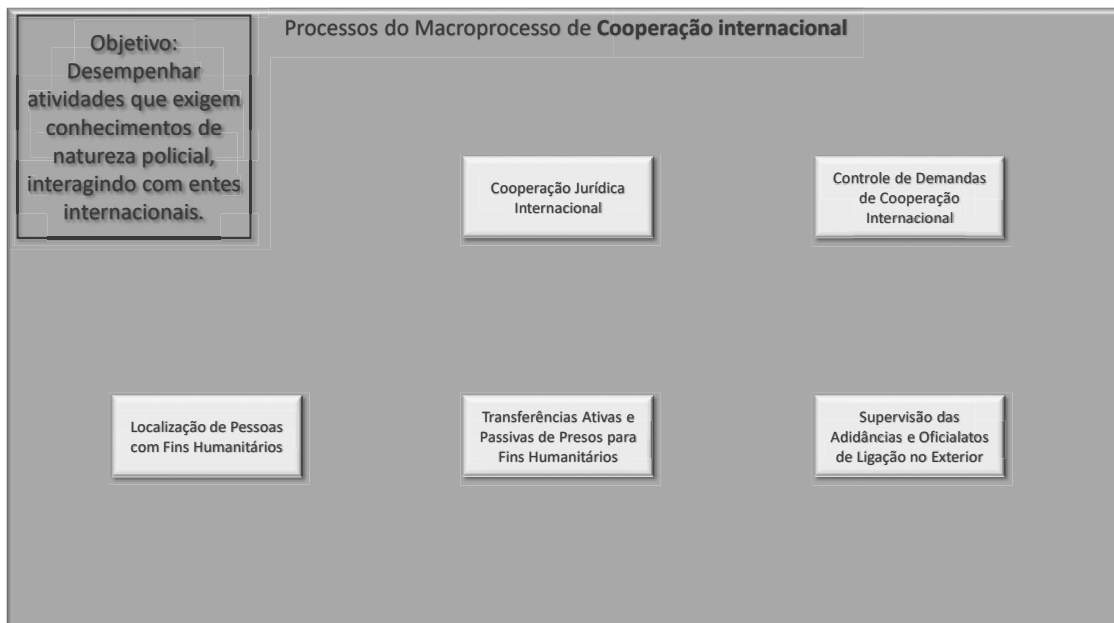 Processos do Macroprocesso de Cooperação internacional
Objetivo:
Desempenhar
atividades que exigem
conhecimentos de
natureza policial,
interagindo com entes
internacionais.
Cooperação Jurídica
Internacional
Controle de Demandas
de Cooperação
Internacional
Localização de Pessoas
com Fins Humanitários
Transferências Ativas e
Passivas de Presos para
Fins Humanitários
Supervisão das
Adidâncias e Oficialatos
de Ligação no Exterior